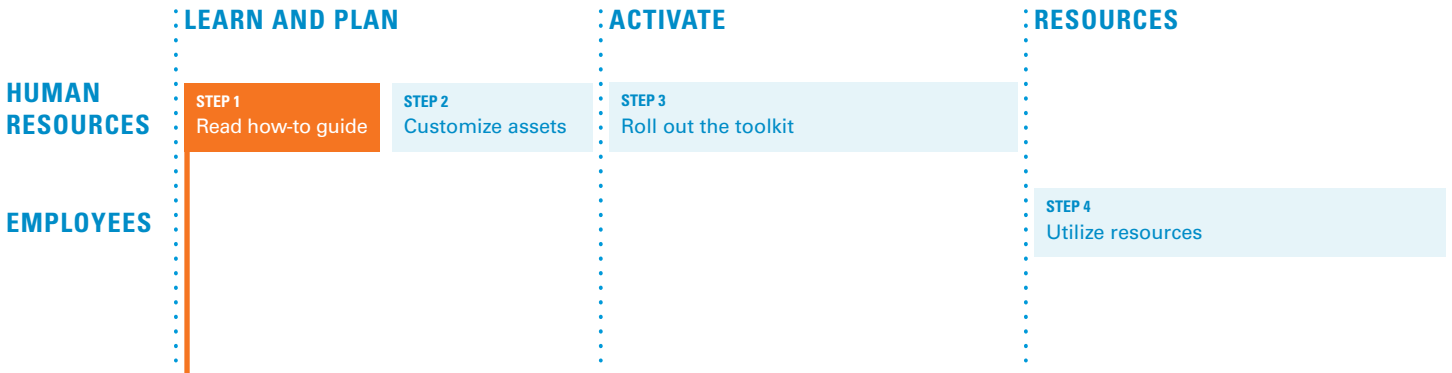 LEARN AND PLAN
ACTIVATE
RESOURCES
HUMAN
RESOURCES
STEP 1
Read how-to guide
STEP 2
Customize assets
STEP 3
Roll out the toolkit
EMPLOYEES
STEP 4
Utilize resources